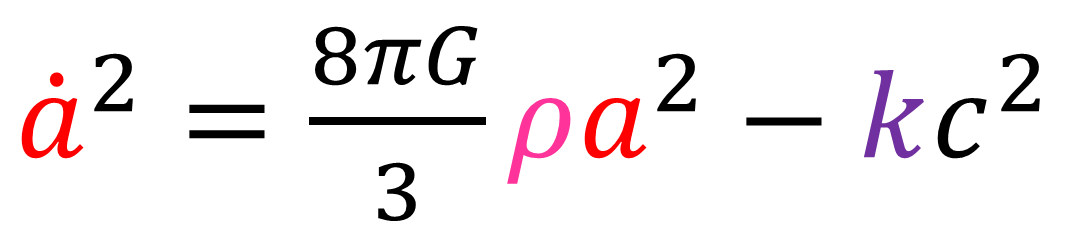 ȧ² = 8πG/3 ρa² − kc²